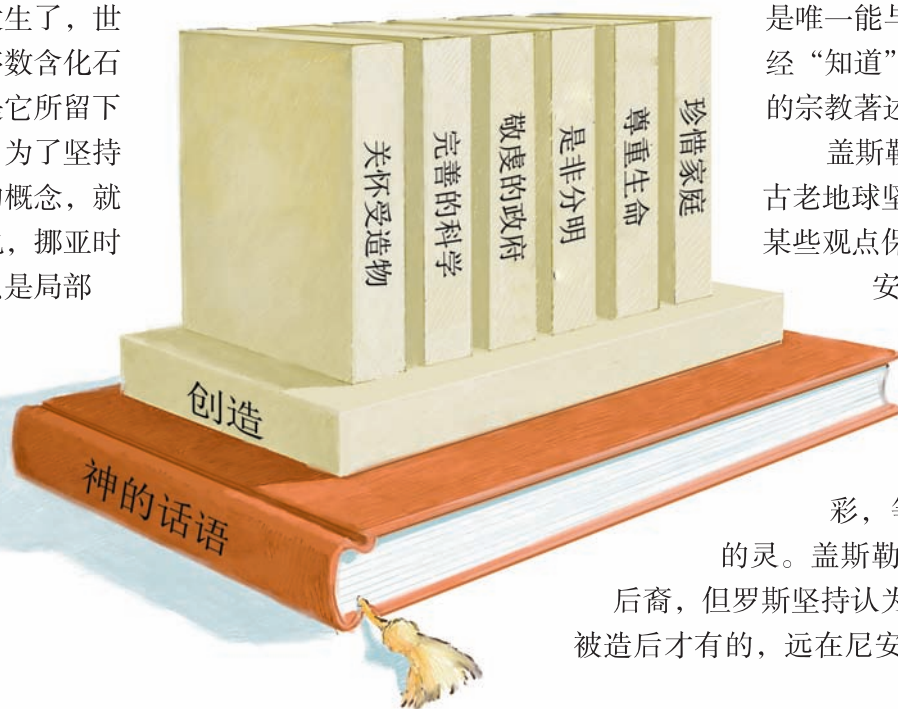 生了，世
数含化石
它所留下
为了坚持
概念，就
，挪亚时
是局部
关怀受造物
完善的科学
敬虔的政府
是非分明
尊重生命
珍惜家庭
创造
神的话语
是唯一能与
经“知道”
的宗教著述
盖斯勒
古老地球坚
某些观点保
安
彩，
的灵。盖斯勒
后裔，但罗斯坚持认为
被造后才有的，远在尼安